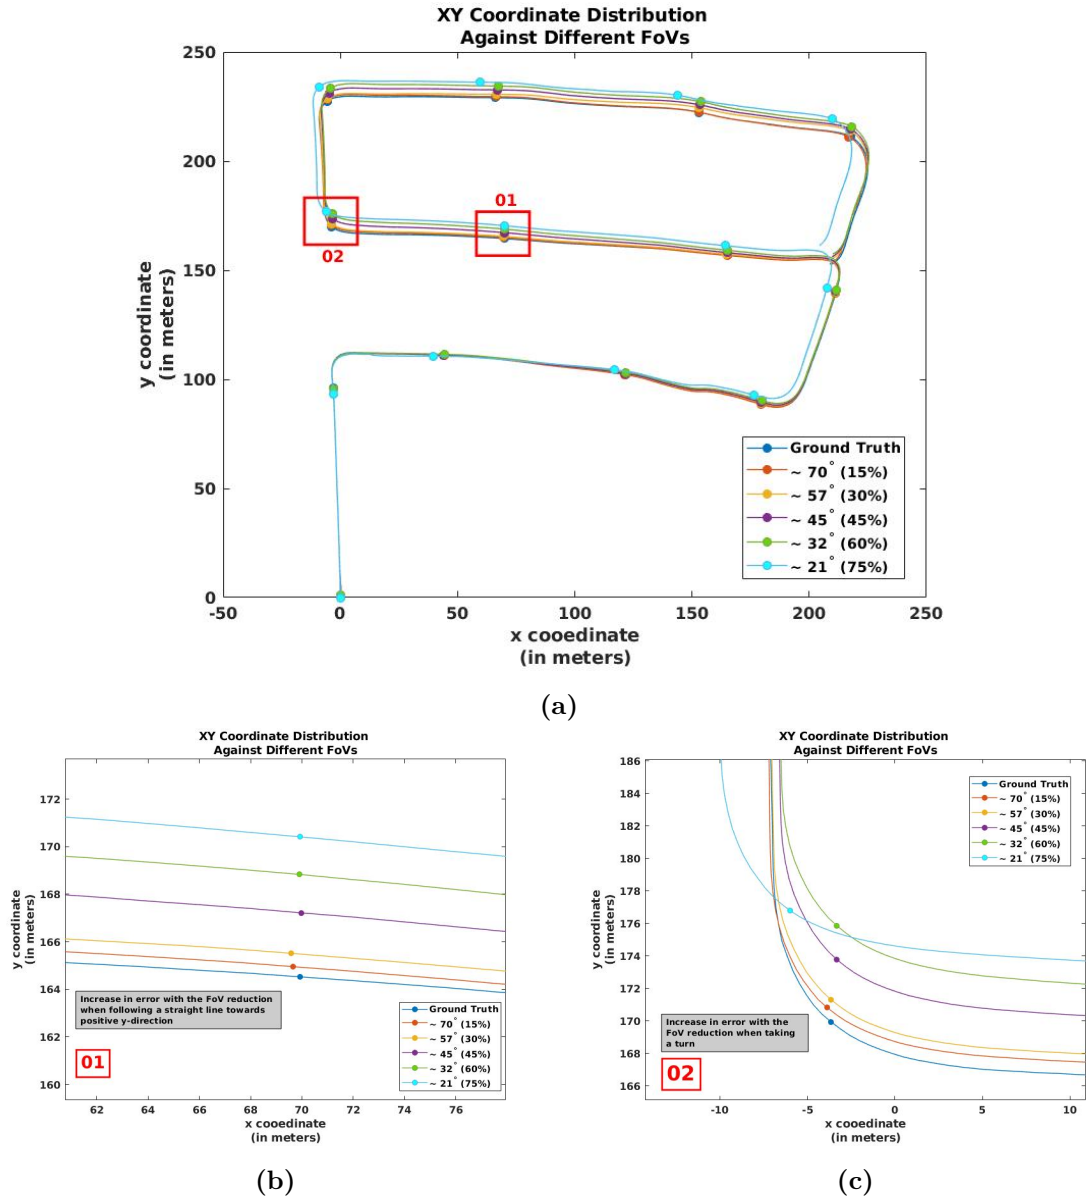 XY Coordinate Distribution
Against Different FoVs
y coordinate
(in meters)
250
200
150
100
50
0
-50
0
50
100
150
200
250
x cooedinate
(in meters)
01
02
Ground Truth
~ 70° (15%)
~ 57° (30%)
~ 45° (45%)
~ 32° (60%)
~ 21° (75%)
(a)
XY Coordinate Distribution
Against Different FoVs
y coordinate
(in meters)
172
170
168
166
164
162
160
62
64
66
68
70
72
74
76
x cooedinate
(in meters)
Increase in error with the FoV reduction
when following a straight line towards
positive y-direction
01
Ground Truth
~ 70° (15%)
~ 57° (30%)
~ 45° (45%)
~ 32° (60%)
~ 21° (75%)
(b)
XY Coordinate Distribution
Against Different FoVs
y coordinate
(in meters)
186
184
182
180
178
176
174
172
170
168
166
-10
-5
0
5
10
x cooedinate
(in meters)
Increase in error with the
FoV reduction when taking
a turn
02
Ground Truth
~ 70° (15%)
~ 57° (30%)
~ 45° (45%)
~ 32° (60%)
~ 21° (75%)
(c)